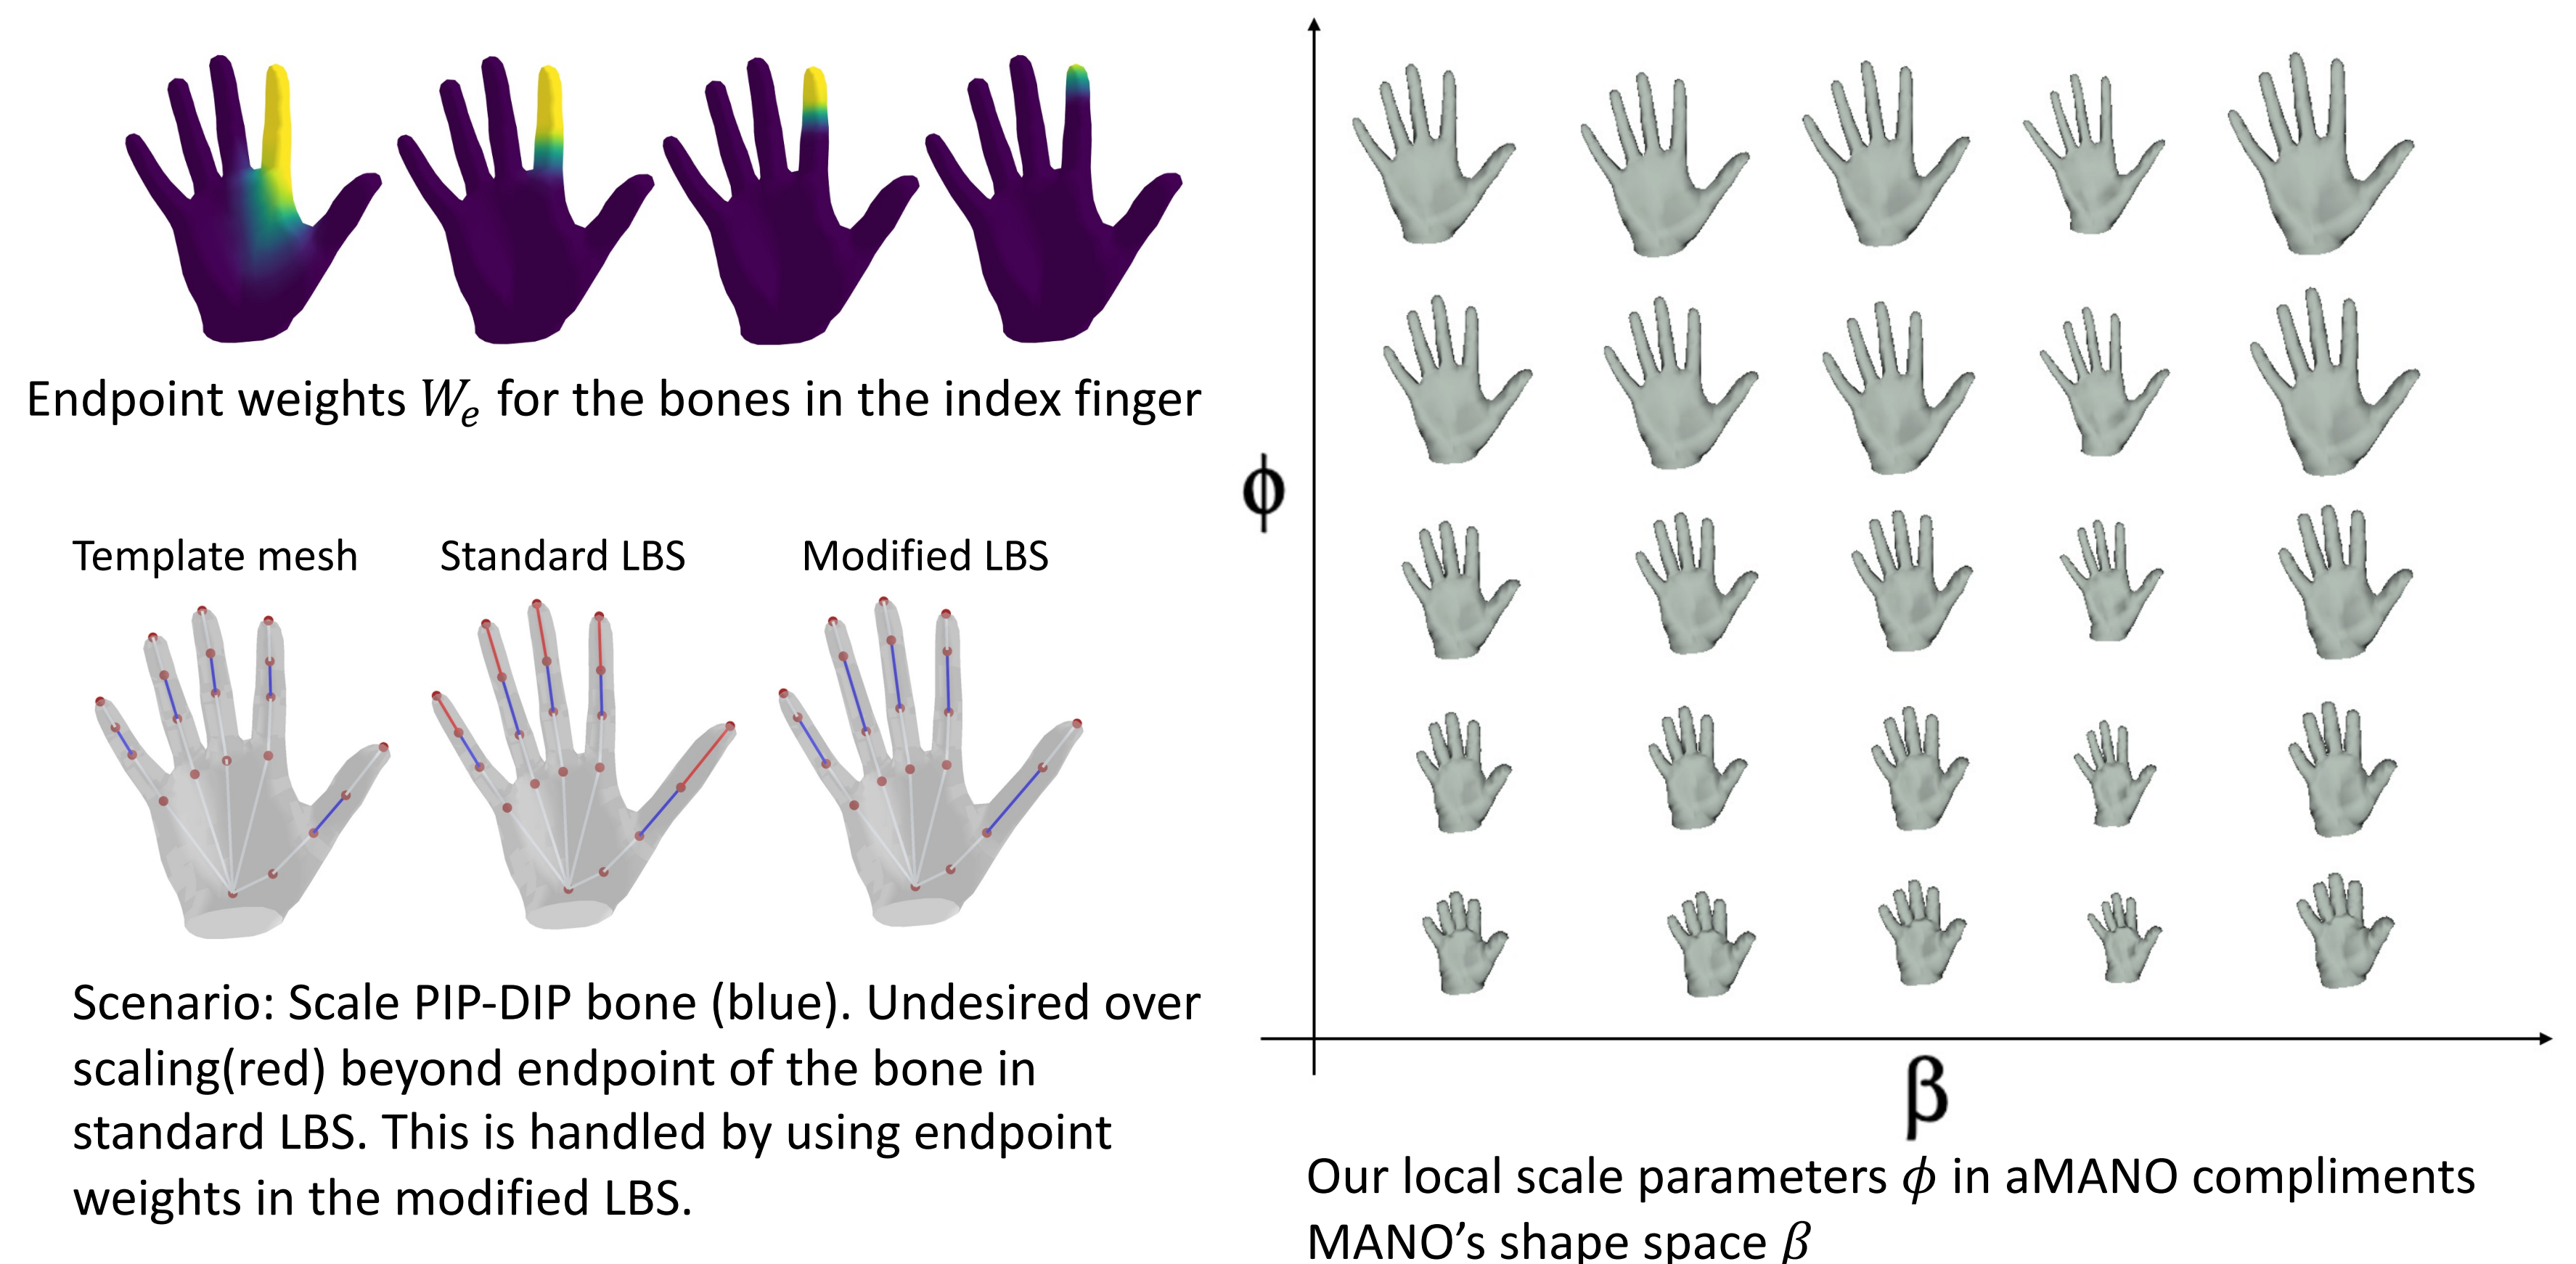 Endpoint weights 𝑊ₑ for the bones in the index finger
Template mesh
Standard LBS
Modified LBS
Scenario: Scale PIP-DIP bone (blue). Undesired over
scaling(red) beyond endpoint of the bone in
standard LBS. This is handled by using endpoint
weights in the modified LBS.
ϕ
β
Our local scale parameters 𝜙 in aMANO compliments
MANO’s shape space 𝛽